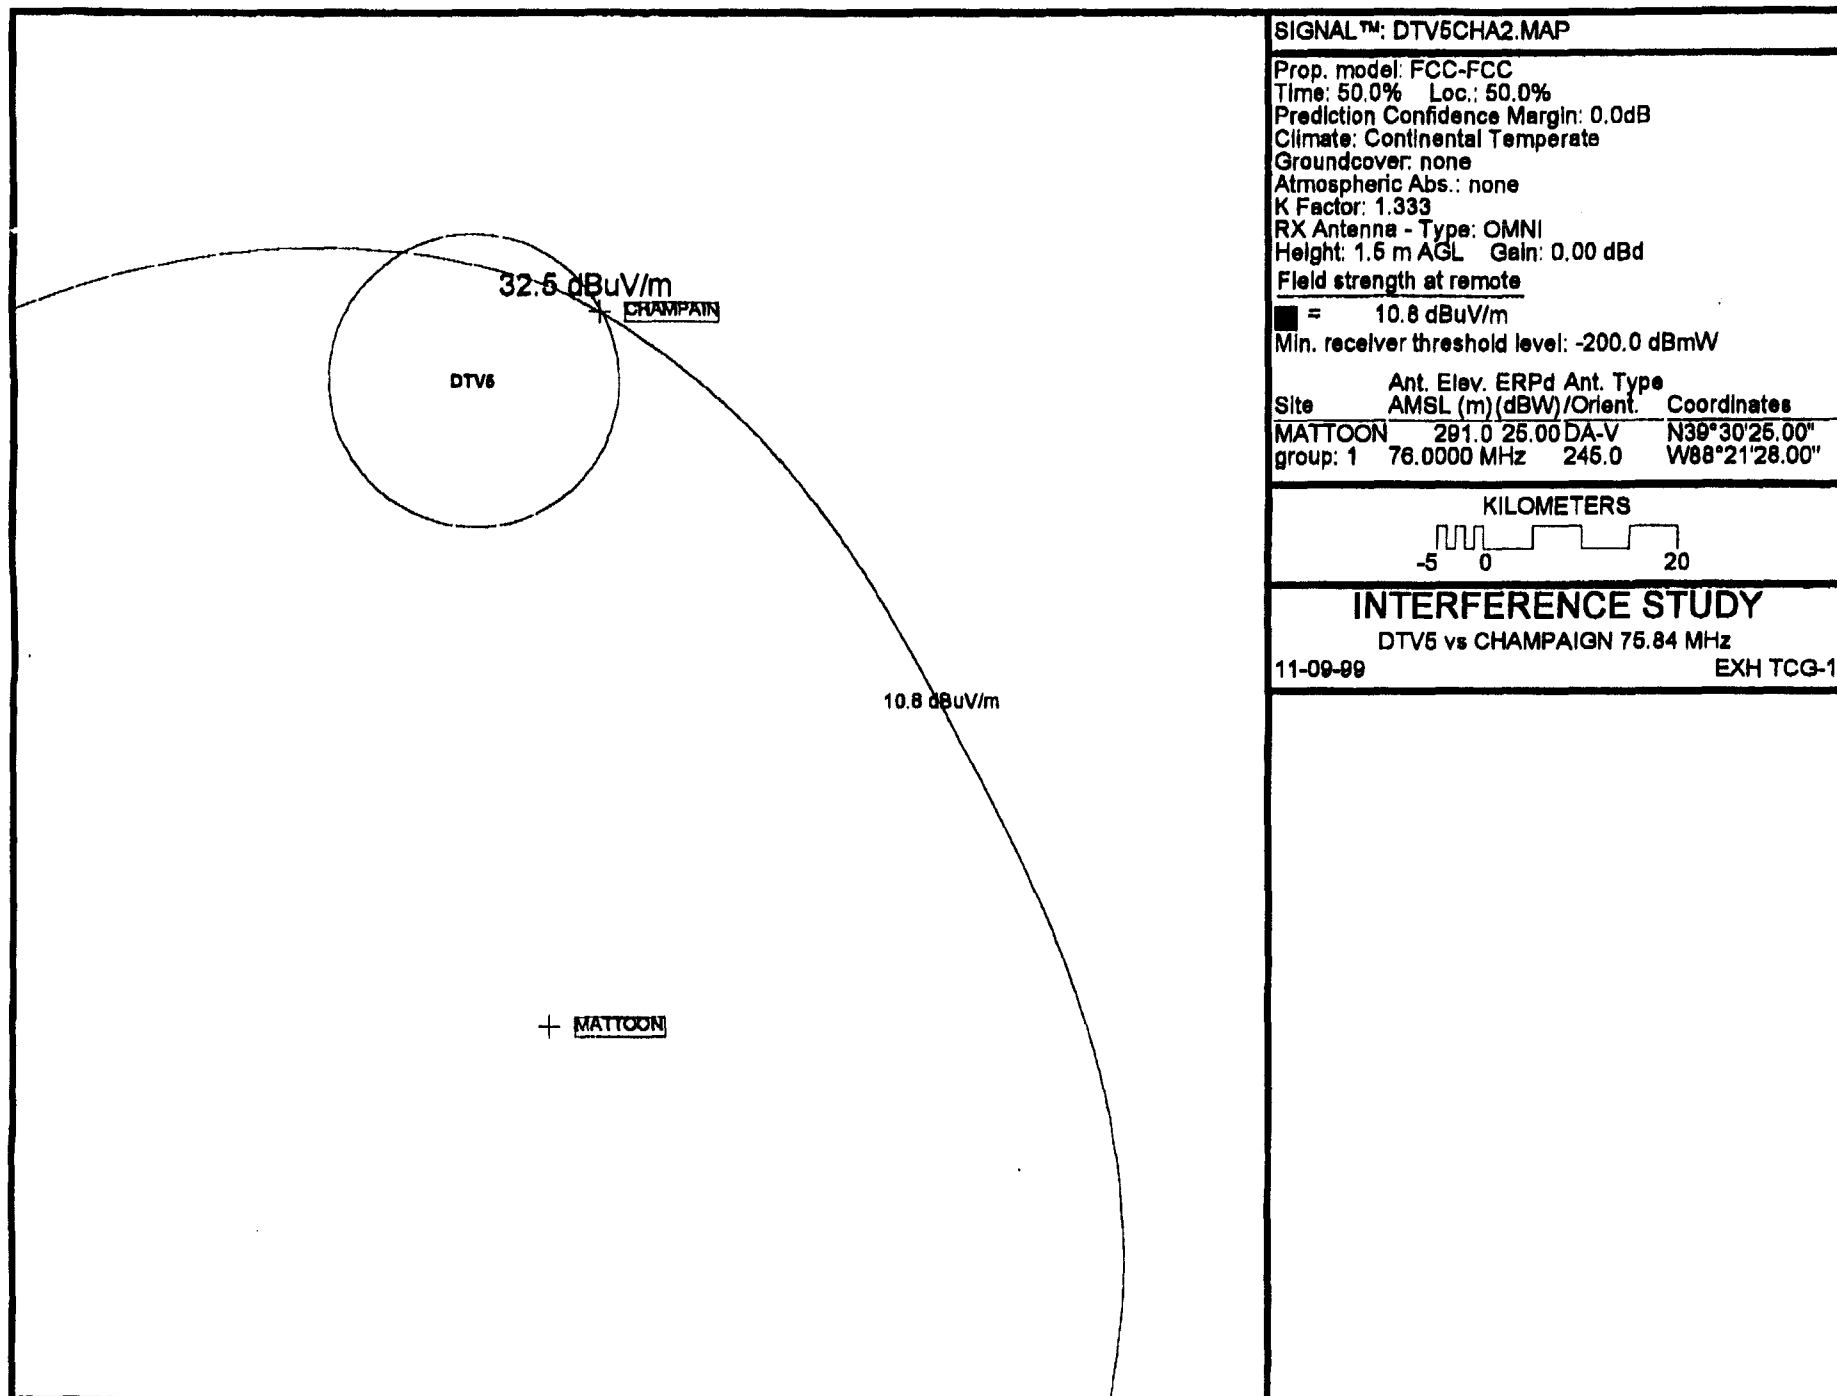 SIGNAL™: DTV5CHA2.MAP
Prop. model: FCC-FCC
Time: 50.0% Loc.: 50.0%
Prediction Confidence Margin: 0.0dB
Climate: Continental Temperate
Groundcover: none
Atmospheric Abs.: none
K Factor: 1.333
RX Antenna - Type: OMNI
Height: 1.5 m AGL Gain: 0.00 dBd
Field strength at remote
= 10.8 dBuV/m
Min. receiver threshold level: -200.0 dBmW
Ant. Elev. ERPd Ant. Type
Site AMSL (m) (dBW) /Orient. Coordinates
MATTOON 291.0 25.00 DA-V N39°30'25.00"
group: 1 76.0000 MHz 245.0 W88°21'28.00"
KILOMETERS
-5 0 20
INTERFERENCE STUDY
DTV5 vs CHAMPAIGN 75.84 MHz
11-09-99 EXH TCG-1
32.5 dBuV/m
CHAMPAIN
DTV5
10.8 dBuV/m
MATTOON